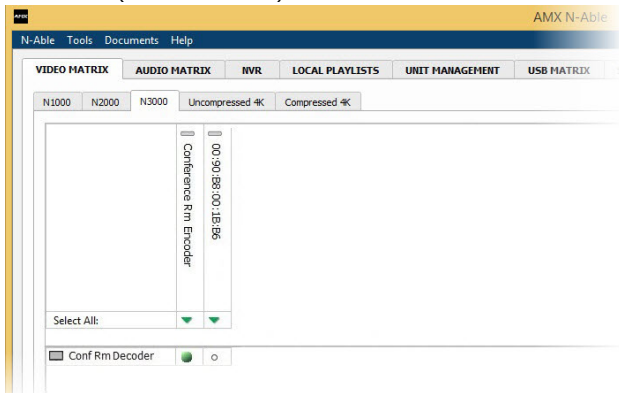 AMX
AMX N-Able
N-Able Tools Documents Help
VIDEO MATRIX AUDIO MATRIX NVR LOCAL PLAYLISTS UNIT MANAGEMENT USB MATRIX
N1000 N2000 N3000 Uncompressed 4K Compressed 4K
Conference Rm Encoder
00:90:B8:00:1B:B6
Select All:
Conf Rm Decoder